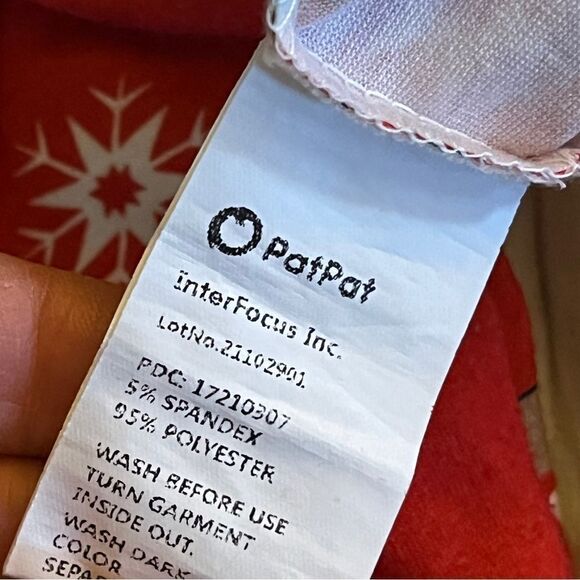 PatPat
InterFocus Inc.
LotNo.21102901
PDC: 17210307
5% SPANDEX
95% POLYESTER
WASH BEFORE USE
TURN GARMENT
INSIDE OUT.
WASH DARK
COLOR